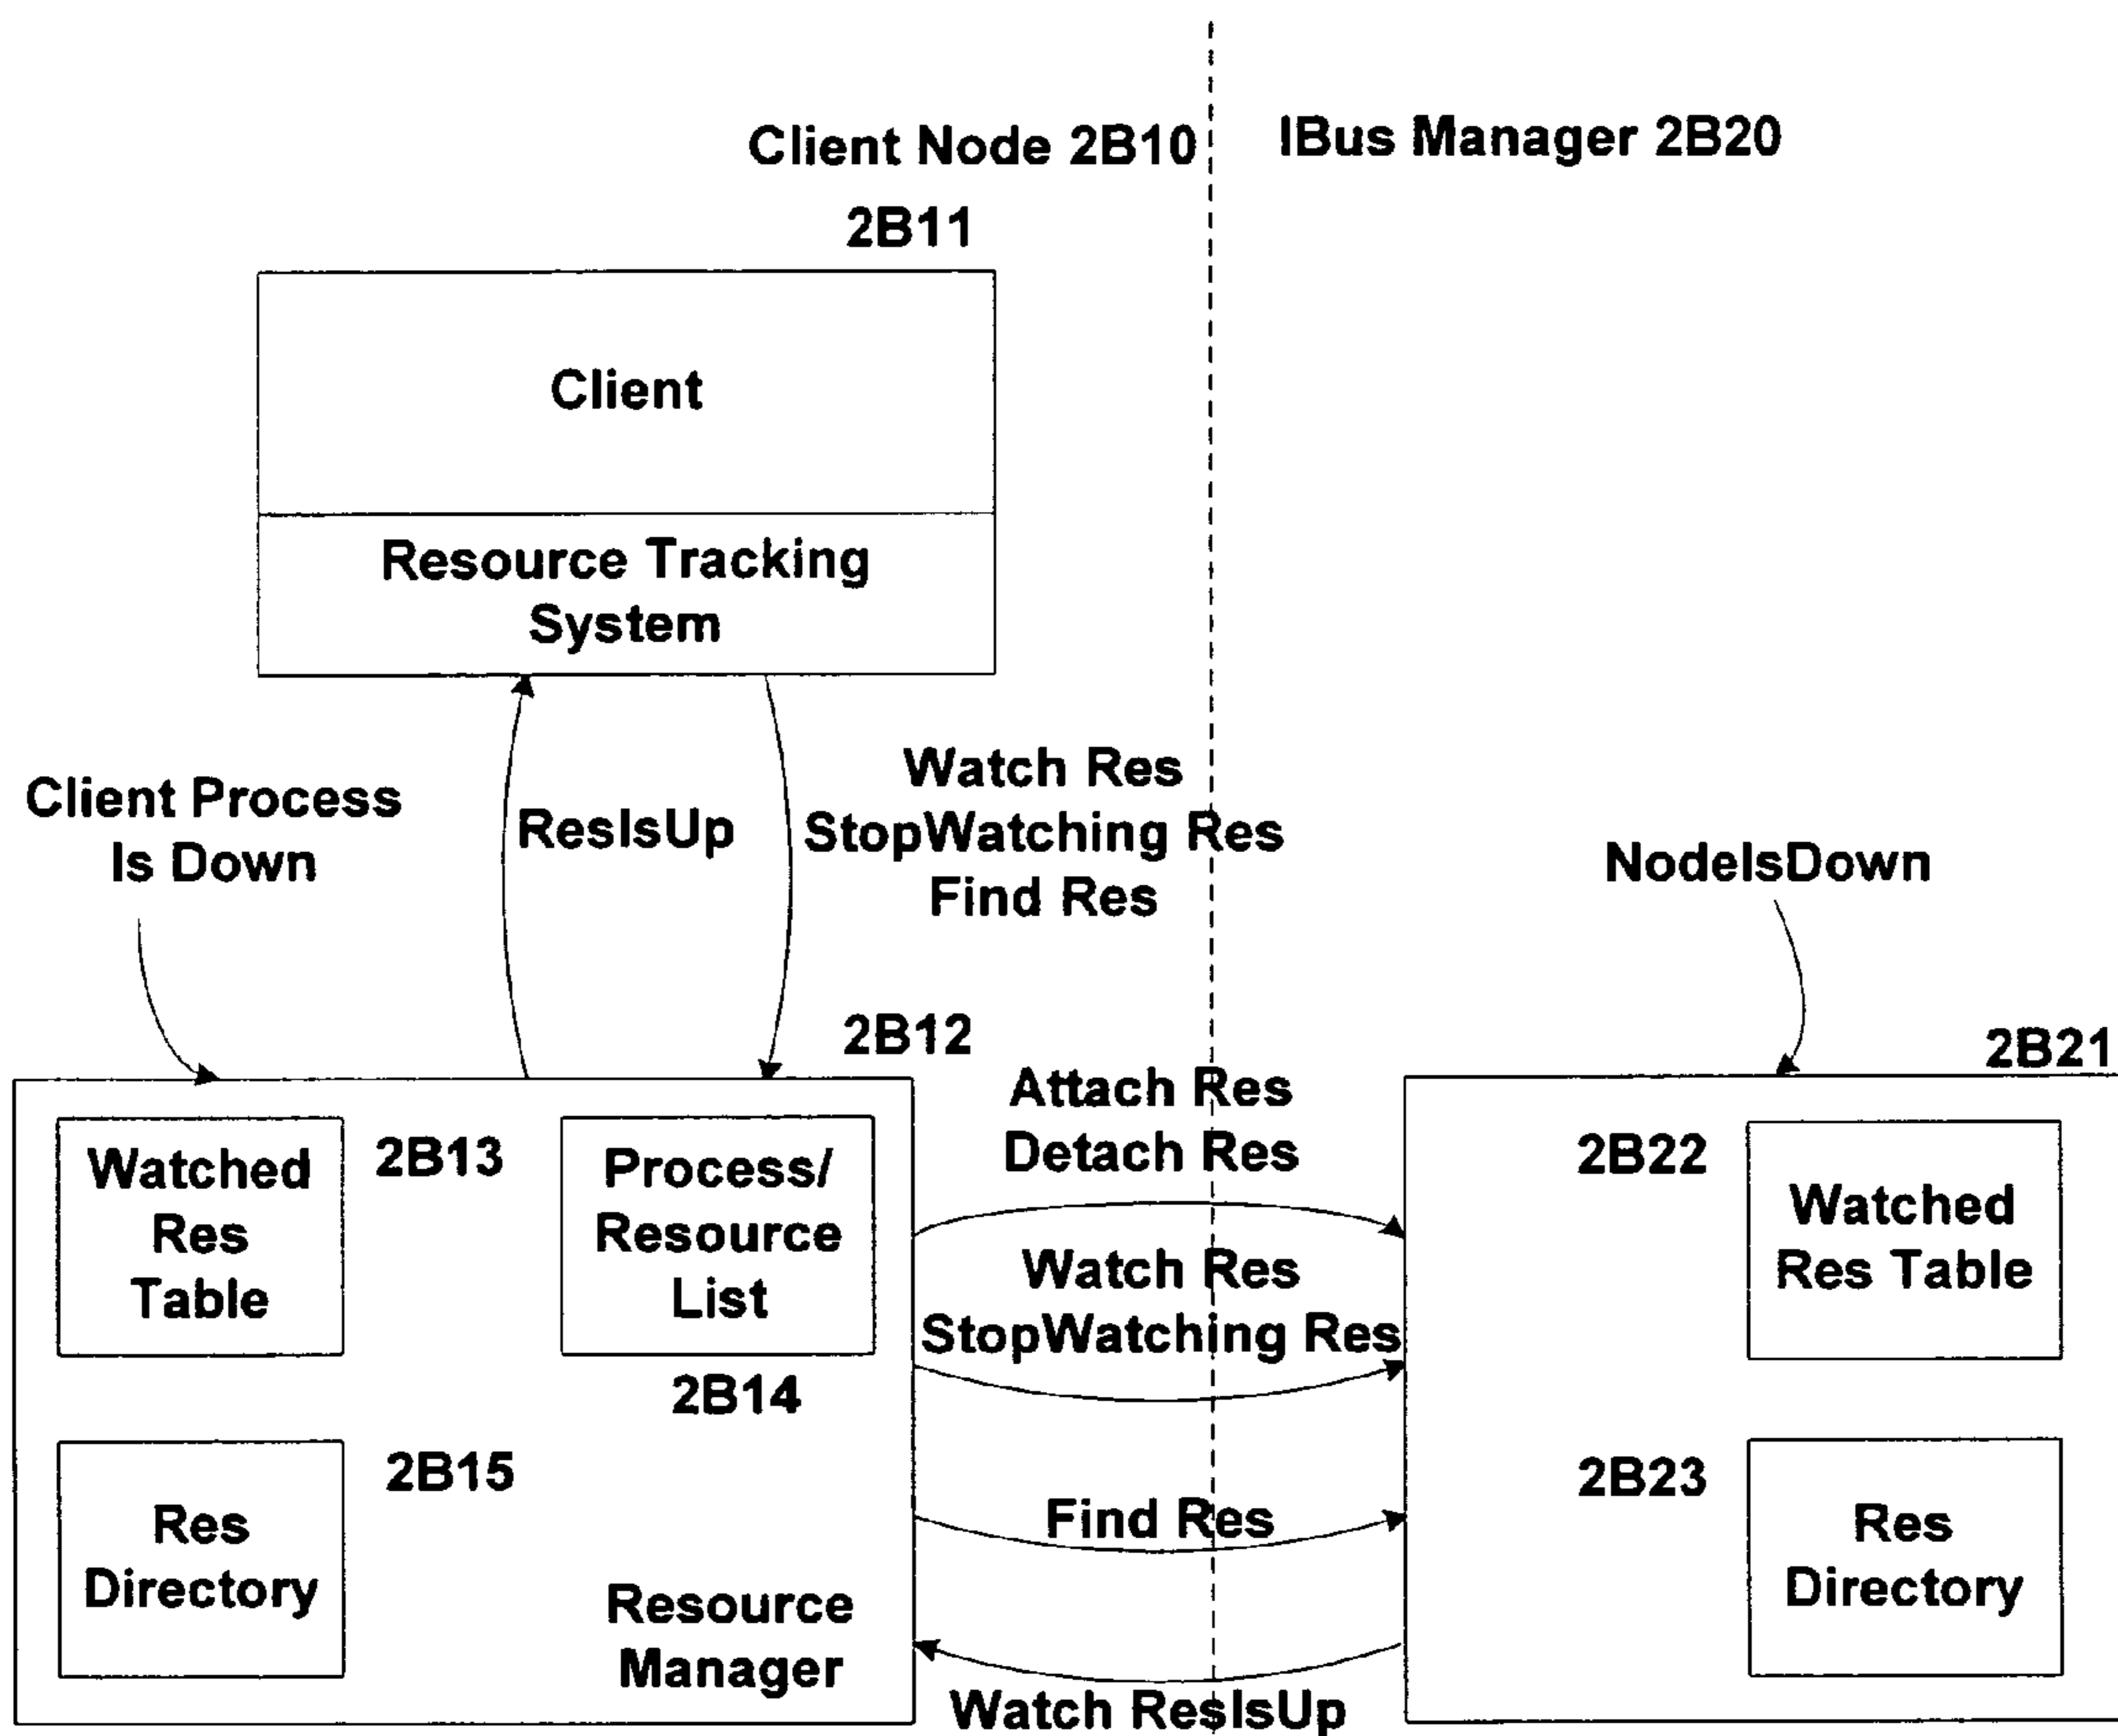 Client Node 2B10
IBus Manager 2B20
2B11
Client
Resource Tracking
System
Client Process
Is Down
ResIsUp
Watch Res
StopWatching Res
Find Res
NodeIsDown
2B12
2B21
Attach Res
Detach Res
Watched
Res
Table
2B13
Process/
Resource
List
2B14
Watch Res
StopWatching Res
2B22
Watched
Res Table
Res
Directory
2B15
Resource
Manager
Find Res
Watch ResIsUp
2B23
Res
Directory